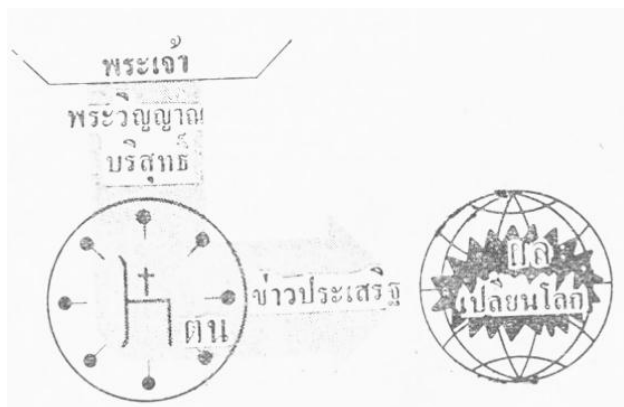 พระเจ้า
พระวิญญาณ
บริสุทธิ์
ตน
ข่าวประเสริฐ
ผล
เปลี่ยนโลก